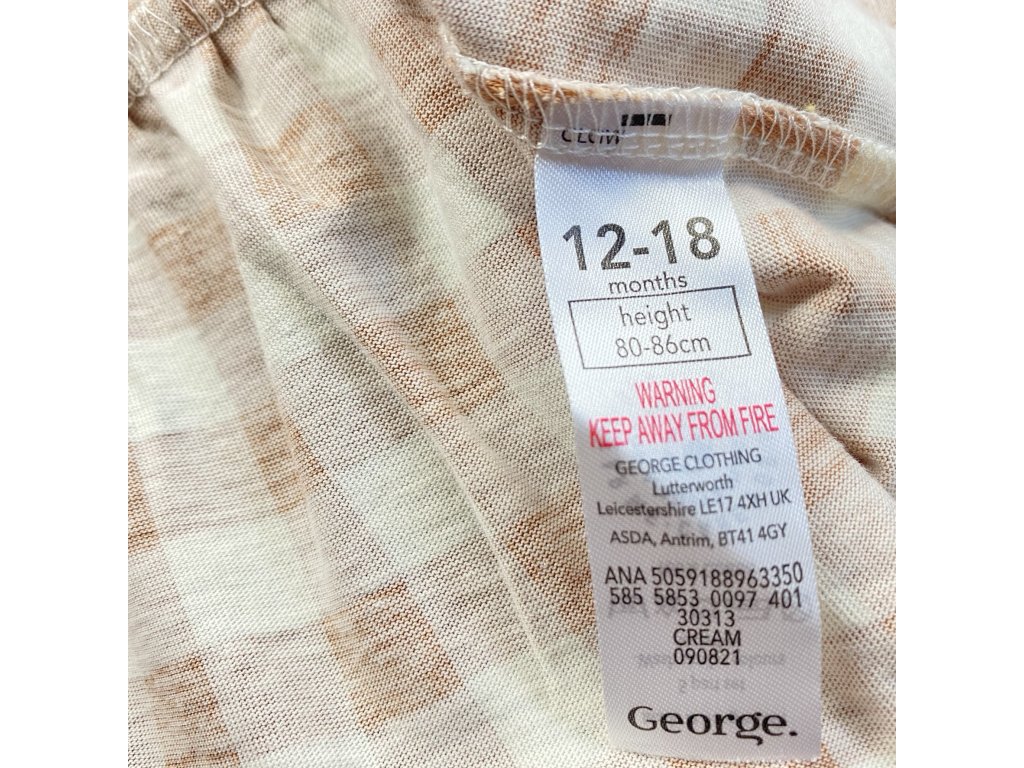 12-18
months
height
80-86cm
WARNING
KEEP AWAY FROM FIRE
GEORGE CLOTHING
Lutterworth
Leicestershire LE17 4XH UK
ASDA, Antrim, BT41 4GY
ANA 5059188963350
585 5853 0097 401
30313
CREAM
090821
George.